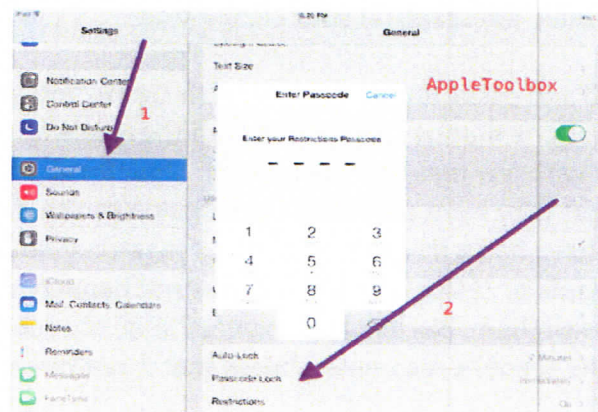 iPad
Settings
General
Text Size
Notification Center
Control Center
Do Not Disturb
1
General
Sounds
Wallpapers & Brightness
Privacy
iCloud
Mail, Contacts, Calendars
Notes
Reminders
Messages
FaceTime
Enter Passcode
Cancel
Enter your Restrictions Passcode
1 2 3
4 5 6
7 8 9
0
AppleToolbox
2
Auto-Lock
2 Minutes
Passcode Lock
Immediately
Restrictions
On